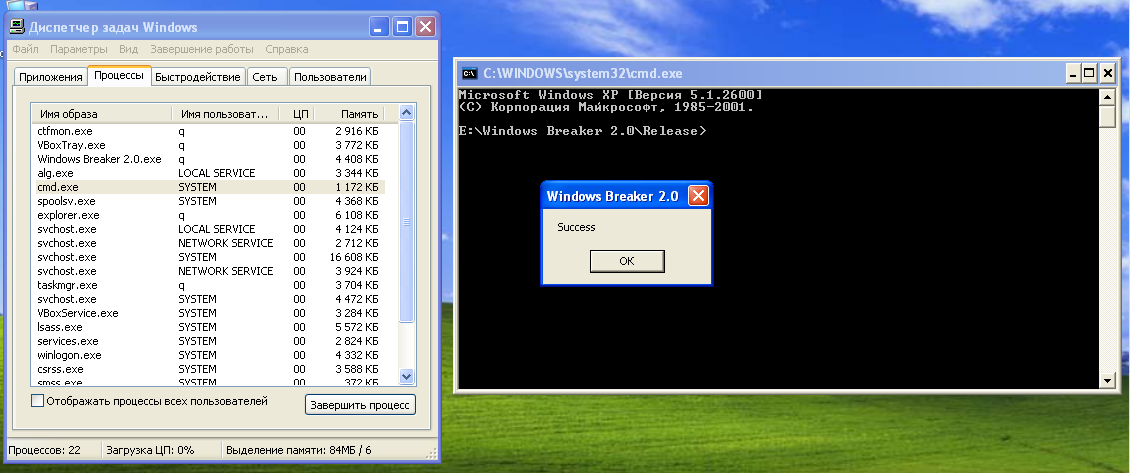 Диспетчер задач Windows
Файл Параметры Вид Завершение работы Справка
Приложения Процессы Быстродействие Сеть Пользователи
Имя образа Имя пользоват... ЦП Память
ctfmon.exe q 00 2 916 КБ
VBoxTray.exe q 00 3 772 КБ
Windows Breaker 2.0.exe q 00 4 408 КБ
alg.exe LOCAL SERVICE 00 3 344 КБ
cmd.exe SYSTEM 00 1 172 КБ
spoolsv.exe SYSTEM 00 4 368 КБ
explorer.exe q 00 6 108 КБ
svchost.exe LOCAL SERVICE 00 4 124 КБ
svchost.exe NETWORK SERVICE 00 2 712 КБ
svchost.exe SYSTEM 00 16 608 КБ
svchost.exe NETWORK SERVICE 00 3 924 КБ
taskmgr.exe q 00 3 704 КБ
svchost.exe SYSTEM 00 4 472 КБ
VBoxService.exe SYSTEM 00 3 284 КБ
lsass.exe SYSTEM 00 5 572 КБ
services.exe SYSTEM 00 2 824 КБ
winlogon.exe SYSTEM 00 4 332 КБ
csrss.exe SYSTEM 00 3 588 КБ
smss.exe SYSTEM 00 372 КБ
Отображать процессы всех пользователей
Завершить процесс
Процессов: 22 Загрузка ЦП: 0% Выделение памяти: 84МБ / 6
C:\WINDOWS\system32\cmd.exe
Microsoft Windows XP [Версия 5.1.2600]
(C) Корпорация Майкрософт, 1985-2001.
E:\Windows Breaker 2.0\Release>
Windows Breaker 2.0
Success
OK